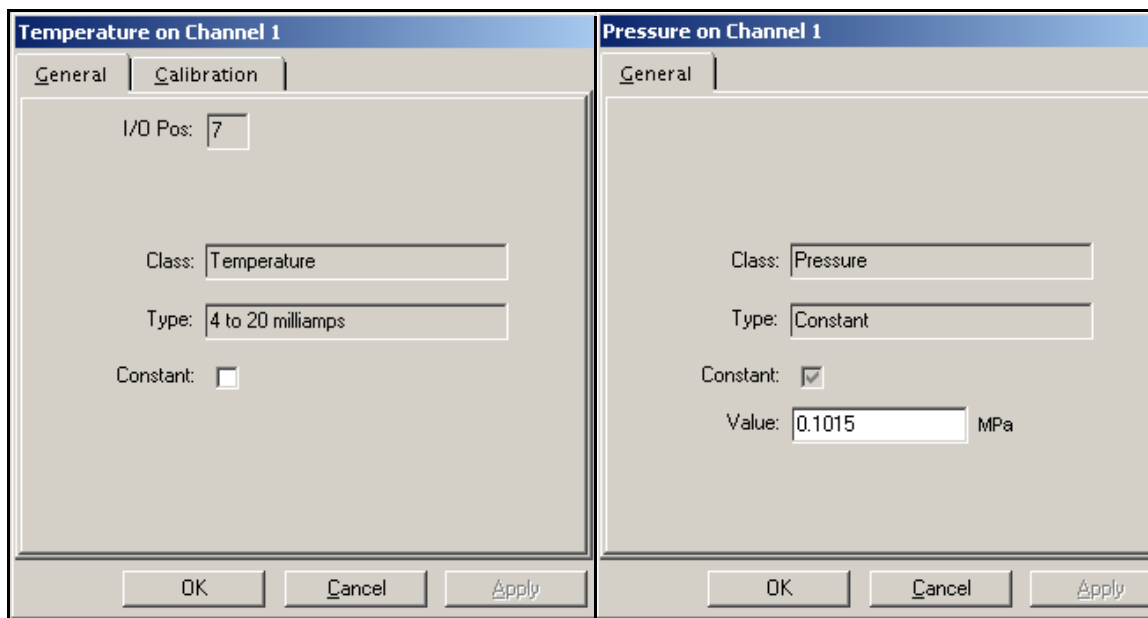 Temperature on Channel 1
General
Calibration
I/O Pos: 7
Class: Temperature
Type: 4 to 20 milliamps
Constant:
OK
Cancel
Apply
Pressure on Channel 1
General
Class: Pressure
Type: Constant
Constant:
Value: 0.1015 MPa
OK
Cancel
Apply